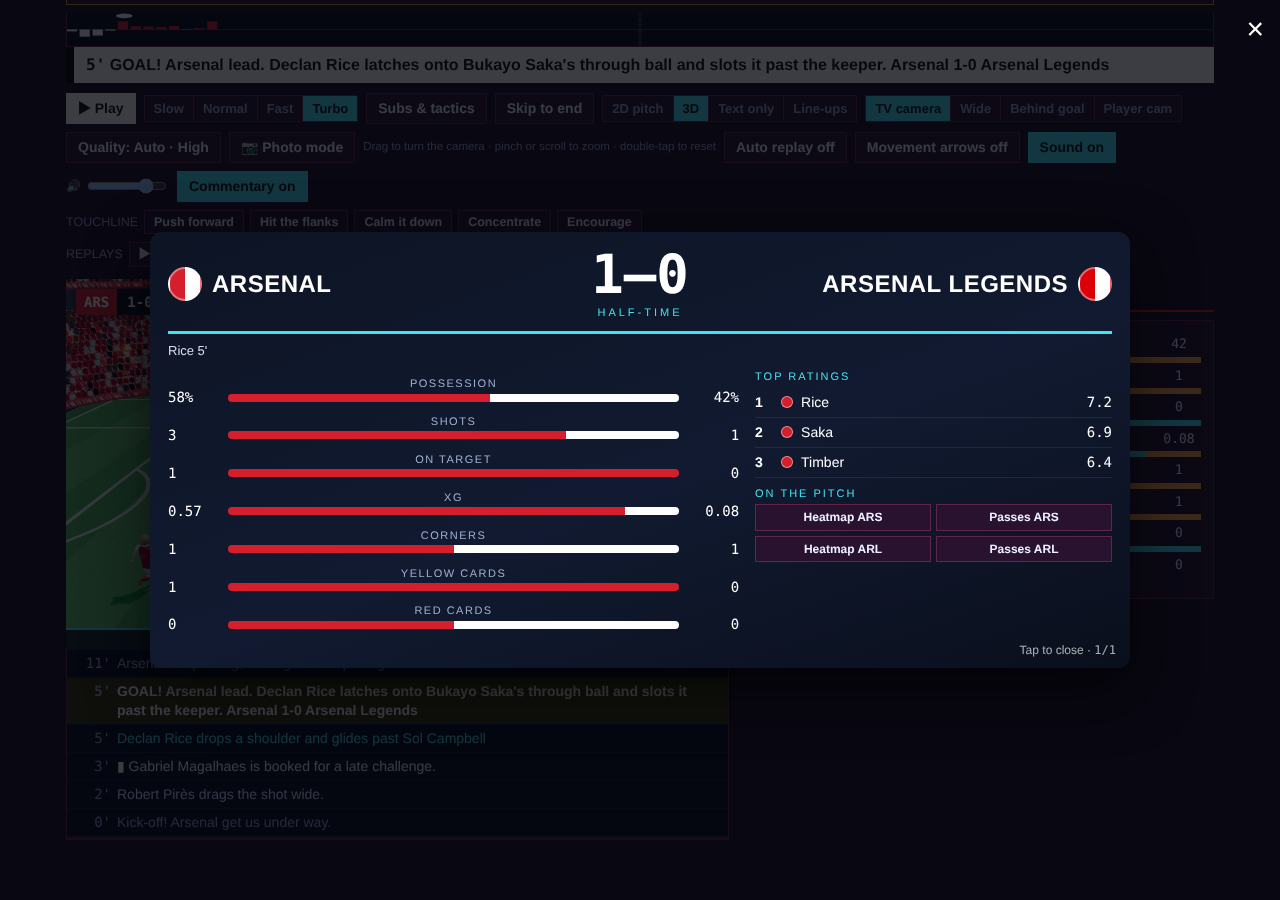 5' GOAL! Arsenal lead. Declan Rice latches onto Bukayo Saka's through ball and slots it past the keeper. Arsenal 1-0 Arsenal Legends
▶ Play Slow Normal Fast Turbo Subs & tactics Skip to end 2D pitch 3D Text only Line-ups TV camera Wide Behind goal Player cam
Quality: Auto · High 📷 Photo mode Drag to turn the camera · pinch or scroll to zoom · double-tap to reset Auto replay off Movement arrows off Sound on
🔊 Commentary on
TOUCHLINE Push forward Hit the flanks Calm it down Concentrate Encourage
REPLAYS ▶
✕
ARSENAL 1–0 ARSENAL LEGENDS
HALF-TIME
Rice 5'
POSSESSION
58% 42%
SHOTS
3 1
ON TARGET
1 0
XG
0.57 0.08
CORNERS
1 1
YELLOW CARDS
1 0
RED CARDS
0 0
TOP RATINGS
1 Rice 7.2
2 Saka 6.9
3 Timber 6.4
ON THE PITCH
Heatmap ARS Passes ARS
Heatmap ARL Passes ARL
Tap to close · 1/1
ARS 1-0
42
1
0
0.08
1
1
0
0
11'
5' GOAL! Arsenal lead. Declan Rice latches onto Bukayo Saka's through ball and slots it
past the keeper. Arsenal 1-0 Arsenal Legends
5' Declan Rice drops a shoulder and glides past Sol Campbell
3' ▮ Gabriel Magalhaes is booked for a late challenge.
2' Robert Pirès drags the shot wide.
0' Kick-off! Arsenal get us under way.